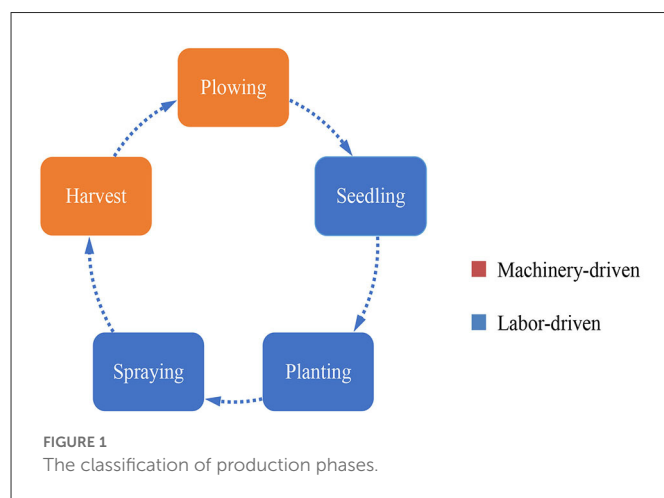 Plowing
Harvest
Seedling
Machinery-driven
Labor-driven
Spraying
Planting
FIGURE 1
The classification of production phases.